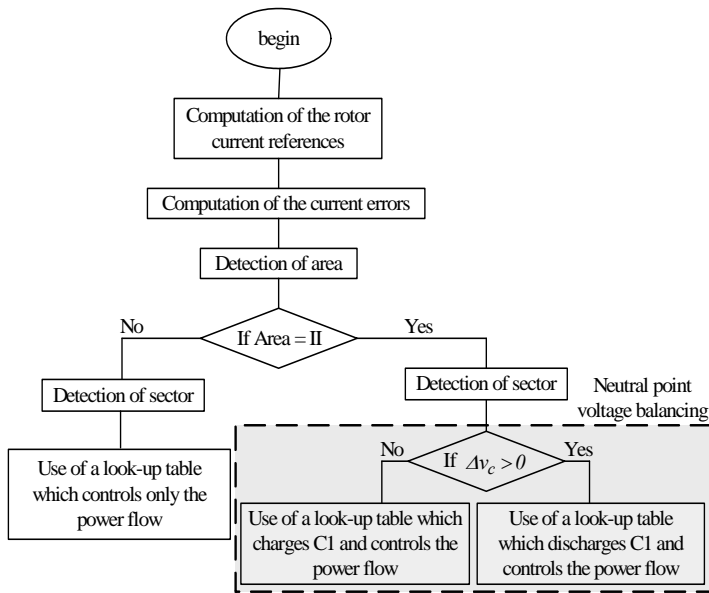 begin
Computation of the rotor
current references
Computation of the current errors
Detection of area
No
If Area = II
Yes
Detection of sector
Detection of sector
Neutral point
voltage balancing
Use of a look-up table
which controls only the
power flow
No
If Δv_c > 0
Yes
Use of a look-up table which
charges C1 and controls the
power flow
Use of a look-up table
which discharges C1 and
controls the power flow